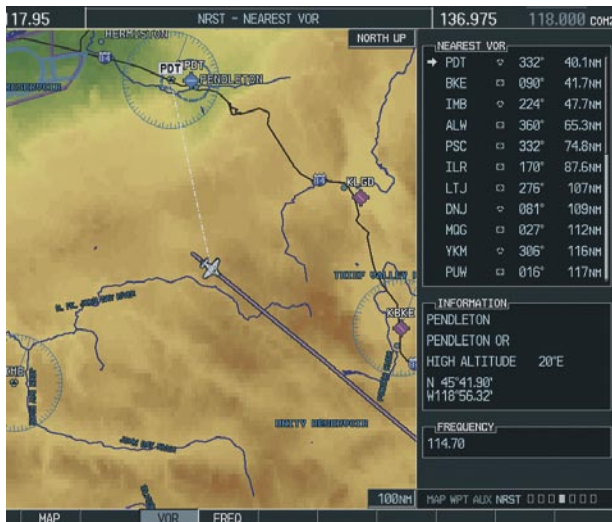 117.95 NRST – NEAREST VOR 136.975 118.000 COM2
HERMISTON
NORTH UP
PDT
PDT
PENDLETON
KLGD
KBKE
UNITY RESERVOIR
100NM
NEAREST VOR
PDT 332° 40.1NM
BKE 090° 41.7NM
IMB 224° 47.7NM
ALW 360° 65.3NM
PSC 332° 74.8NM
ILR 170° 87.6NM
LTJ 276° 107NM
DNJ 081° 109NM
MQG 027° 112NM
YKM 306° 116NM
PUW 016° 117NM
INFORMATION
PENDLETON
PENDLETON OR
HIGH ALTITUDE 20°E
N 45°41.90'
W118°56.32'
FREQUENCY
114.70
MAP WPT AUX NRST
MAP VOR FREQ